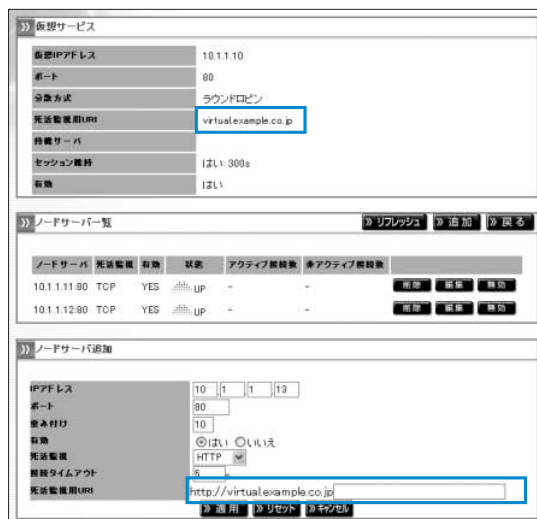 仮想サービス
仮想IPアドレス 10.1.1.10
ポート 80
分散方式 ラウンドロビン
死活監視用URI virtual.example.co.jp
待機サーバ
セッション維持 はい: 300s
有効 はい
ノードサーバ一覧 リフレッシュ 追加 戻る
ノードサーバ 死活監視 有効 状態 アクティブ接続数 非アクティブ接続数
10.1.1.11:80 TCP YES UP - - 削除 編集 無効
10.1.1.12:80 TCP YES UP - - 削除 編集 無効
ノードサーバ追加
IPアドレス 10 .1 .1 .13
ポート 80
重み付け 10
有効 はい いいえ
死活監視 HTTP
接続タイムアウト 5 s
死活監視用URI http://virtual.example.co.jp
適用 リセット キャンセル